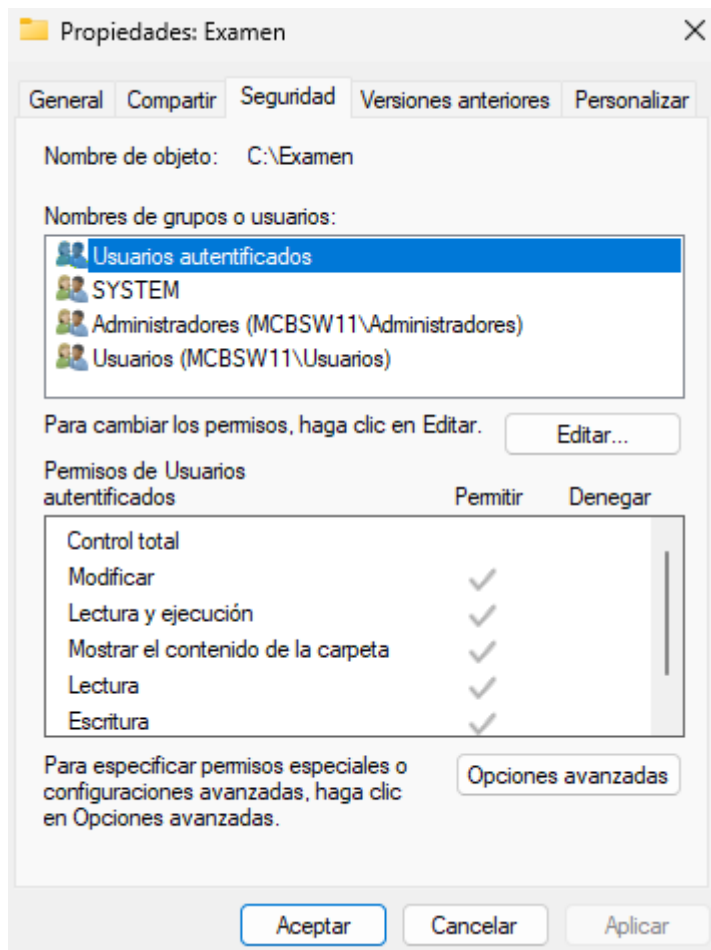 Propiedades: Examen
General Compartir Seguridad Versiones anteriores Personalizar
Nombre de objeto: C:\Examen
Nombres de grupos o usuarios:
Usuarios autentificados
SYSTEM
Administradores (MCBSW11\Administradores)
Usuarios (MCBSW11\Usuarios)
Para cambiar los permisos, haga clic en Editar. Editar...
Permisos de Usuarios
autentificados Permitir Denegar
Control total
Modificar
Lectura y ejecución
Mostrar el contenido de la carpeta
Lectura
Escritura
Para especificar permisos especiales o
configuraciones avanzadas, haga clic
en Opciones avanzadas.
Opciones avanzadas
Aceptar Cancelar Aplicar